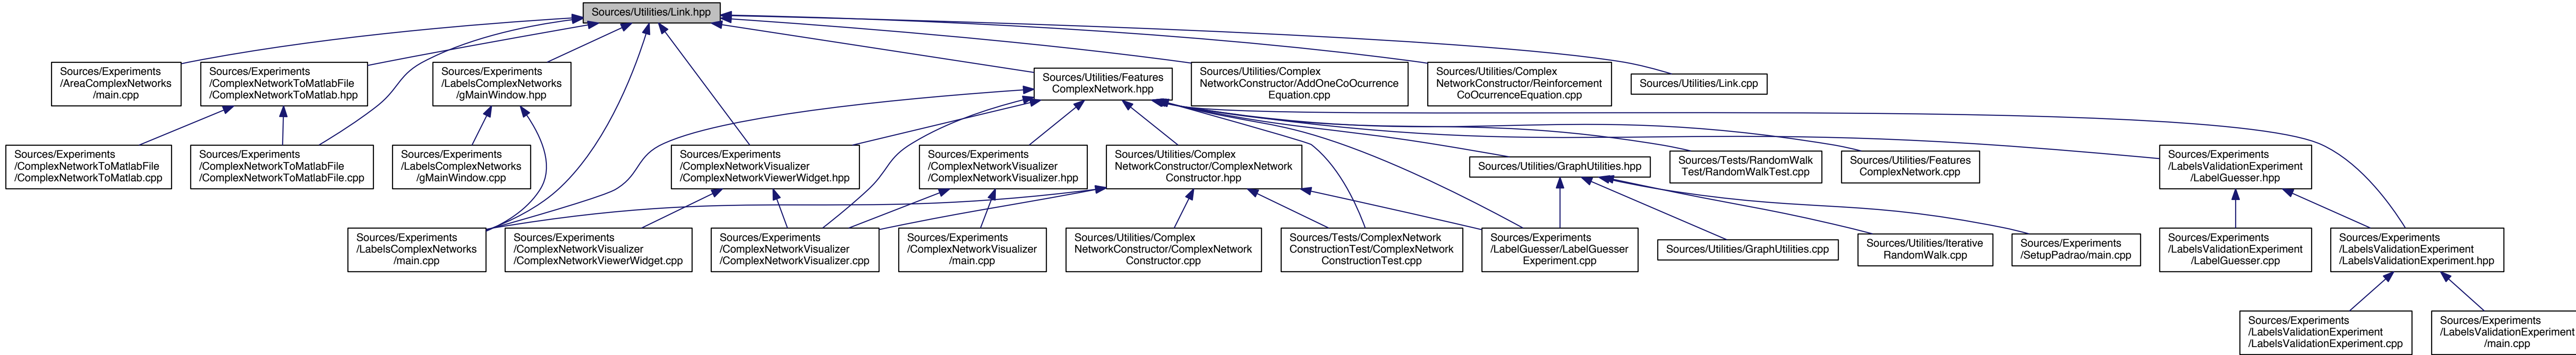 Sources/Utilities/Link.hpp
Sources/Experiments
/AreaComplexNetworks
/main.cpp
Sources/Experiments
/ComplexNetworkToMatlabFile
/ComplexNetworkToMatlab.hpp
Sources/Experiments
/LabelsComplexNetworks
/gMainWindow.hpp
Sources/Utilities/Features
ComplexNetwork.hpp
Sources/Utilities/Complex
NetworkConstructor/AddOneCoOcurrence
Equation.cpp
Sources/Utilities/Complex
NetworkConstructor/Reinforcement
CoOcurrenceEquation.cpp
Sources/Utilities/Link.cpp
Sources/Experiments
/ComplexNetworkToMatlabFile
/ComplexNetworkToMatlab.cpp
Sources/Experiments
/ComplexNetworkToMatlabFile
/ComplexNetworkToMatlabFile.cpp
Sources/Experiments
/LabelsComplexNetworks
/gMainWindow.cpp
Sources/Experiments
/ComplexNetworkVisualizer
/ComplexNetworkViewerWidget.hpp
Sources/Experiments
/ComplexNetworkVisualizer
/ComplexNetworkVisualizer.hpp
Sources/Utilities/Complex
NetworkConstructor/ComplexNetwork
Constructor.hpp
Sources/Utilities/GraphUtilities.hpp
Sources/Tests/RandomWalk
Test/RandomWalkTest.cpp
Sources/Utilities/Features
ComplexNetwork.cpp
Sources/Experiments
/LabelsValidationExperiment
/LabelGuesser.hpp
Sources/Experiments
/LabelsComplexNetworks
/main.cpp
Sources/Experiments
/ComplexNetworkVisualizer
/ComplexNetworkViewerWidget.cpp
Sources/Experiments
/ComplexNetworkVisualizer
/ComplexNetworkVisualizer.cpp
Sources/Experiments
/ComplexNetworkVisualizer
/main.cpp
Sources/Utilities/Complex
NetworkConstructor/ComplexNetwork
Constructor.cpp
Sources/Tests/ComplexNetwork
ConstructionTest/ComplexNetwork
ConstructionTest.cpp
Sources/Experiments
/LabelGuesser/LabelGuesser
Experiment.cpp
Sources/Utilities/GraphUtilities.cpp
Sources/Utilities/Iterative
RandomWalk.cpp
Sources/Experiments
/SetupPadrao/main.cpp
Sources/Experiments
/LabelsValidationExperiment
/LabelGuesser.cpp
Sources/Experiments
/LabelsValidationExperiment
/LabelsValidationExperiment.hpp
Sources/Experiments
/LabelsValidationExperiment
/LabelsValidationExperiment.cpp
Sources/Experiments
/LabelsValidationExperiment
/main.cpp